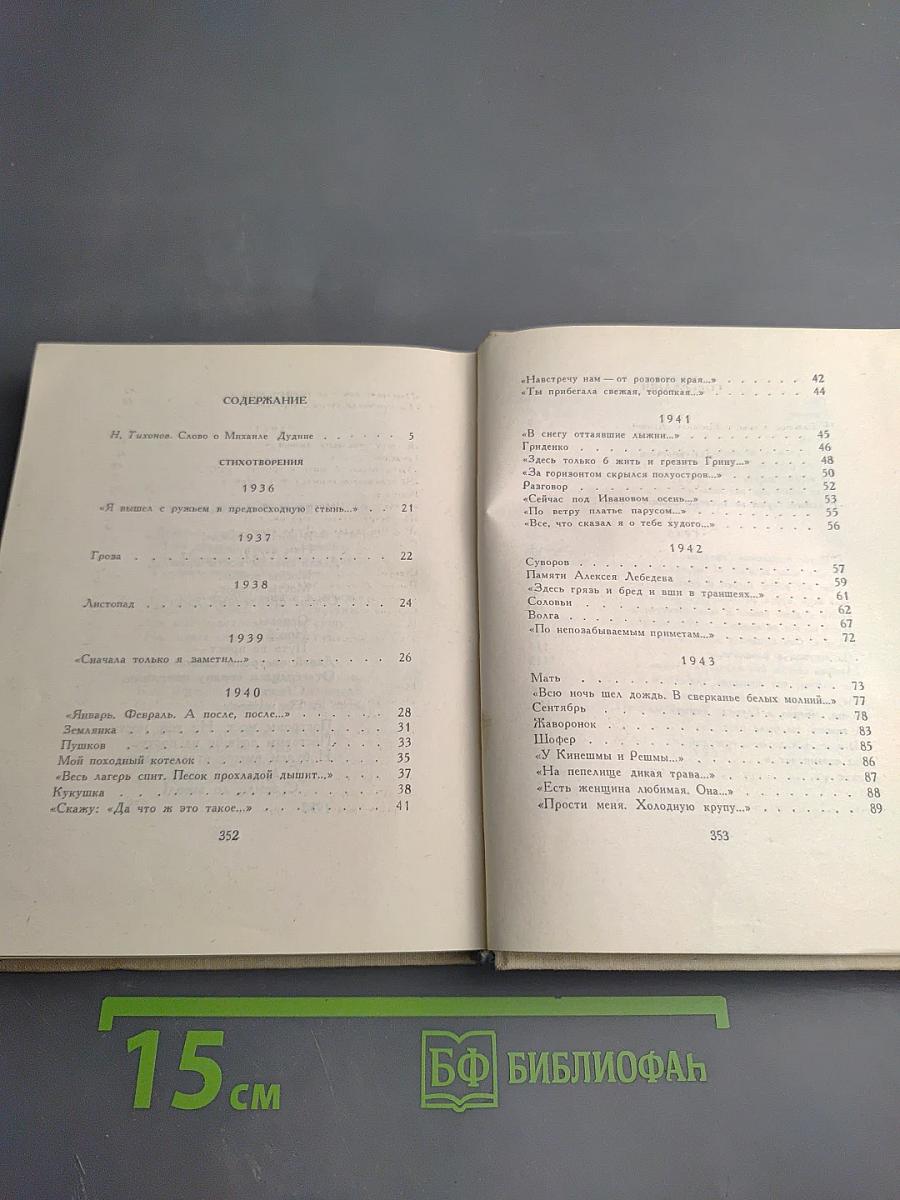 СОДЕРЖАНИЕ
Н. Тихонов. Слово о Михаиле Дудине . . . . . . 5
СТИХОТВОРЕНИЯ
1936
«Я вышел с ружьем в предвосходную стынь...» . . 21
1937
Гроза . . . . . . . . . . . . . . . . 22
1938
Листопад . . . . . . . . . . . . . . . 24
1939
«Сначала только я заметил...» . . . . . . . . 26
1940
«Январь. Февраль. А после, после...» . . . . . . 28
Землянка . . . . . . . . . . . . . . . 31
Пушков . . . . . . . . . . . . . . . 33
Мой походный котелок . . . . . . . . . . . 35
«Весь лагерь спит. Песок прохладой дышит...» . . . 37
Кукушка . . . . . . . . . . . . . . . 38
«Скажу: «Да что ж это такое...» . . . . . . . . 41
352
«Навстречу нам — от розового края...» . . . . . . 42
«Ты прибегала свежая, торопкая...» . . . . . . . 44
1941
«В снегу оттаявшие лыжни...» . . . . . . . . 45
Гриденко . . . . . . . . . . . . . . . 46
«Здесь только б жить и грезить Грину...» . . . . . 48
«За горизонтом скрылся полуостров...» . . . . . . 50
Разговор . . . . . . . . . . . . . . . 52
«Сейчас под Ивановом осень...» . . . . . . . . 53
«По ветру платье парусом...» . . . . . . . . . 55
«Все, что сказал я о тебе худого...» . . . . . . . 56
1942
Суворов . . . . . . . . . . . . . . . 57
Памяти Алексея Лебедева . . . . . . . . . . 59
«Здесь грязь и бред и вши в траншеях...» . . . . . 61
Соловьи . . . . . . . . . . . . . . . 62
Волга . . . . . . . . . . . . . . . . 67
«По непозабываемым приметам...» . . . . . . . 72
1943
Мать . . . . . . . . . . . . . . . . 73
«Всю ночь шел дождь. В сверканье белых молний...» 77
Сентябрь . . . . . . . . . . . . . . . 78
Жаворонок . . . . . . . . . . . . . . 83
Шофер . . . . . . . . . . . . . . . . 85
«У Кинешмы и Решмы...» . . . . . . . . . . 86
«На пепелище дикая трава...» . . . . . . . . . 87
«Есть женщина любимая. Она...» . . . . . . . . 88
«Прости меня. Холодную крупу...» . . . . . . . 89
353
15 см
БФ БИБЛИОФАҺ